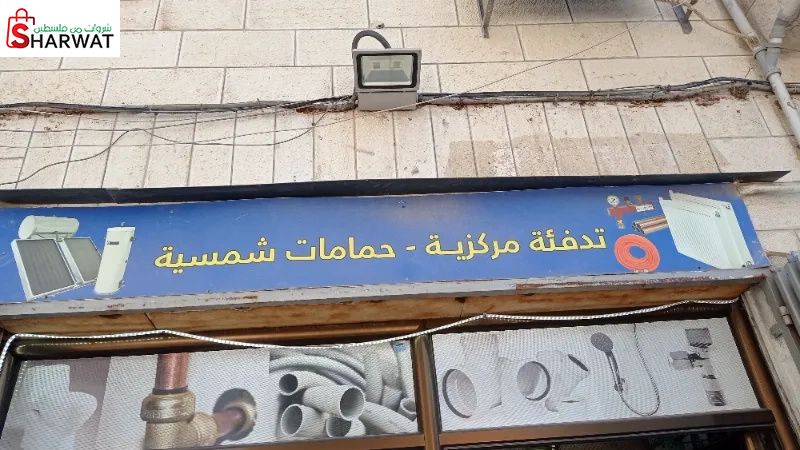 شروات من فلسطين
SHARWAT
تدفئة مركزية - حمامات شمسية